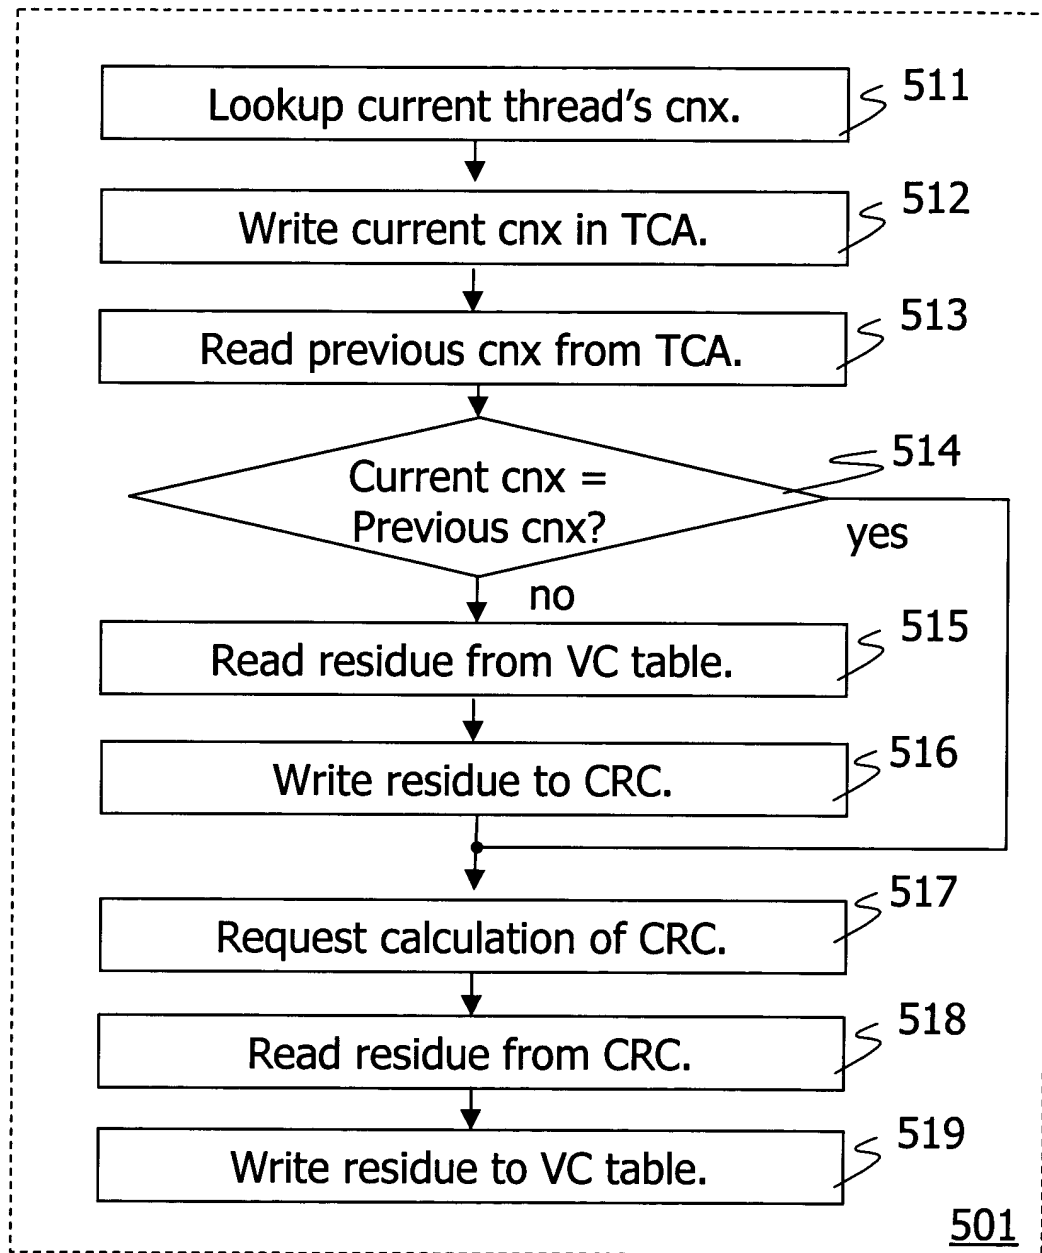 Lookup current thread's cnx.
511
Write current cnx in TCA.
512
Read previous cnx from TCA.
513
Current cnx =
Previous cnx?
514
yes
no
Read residue from VC table.
515
Write residue to CRC.
516
Request calculation of CRC.
517
Read residue from CRC.
518
Write residue to VC table.
519
501